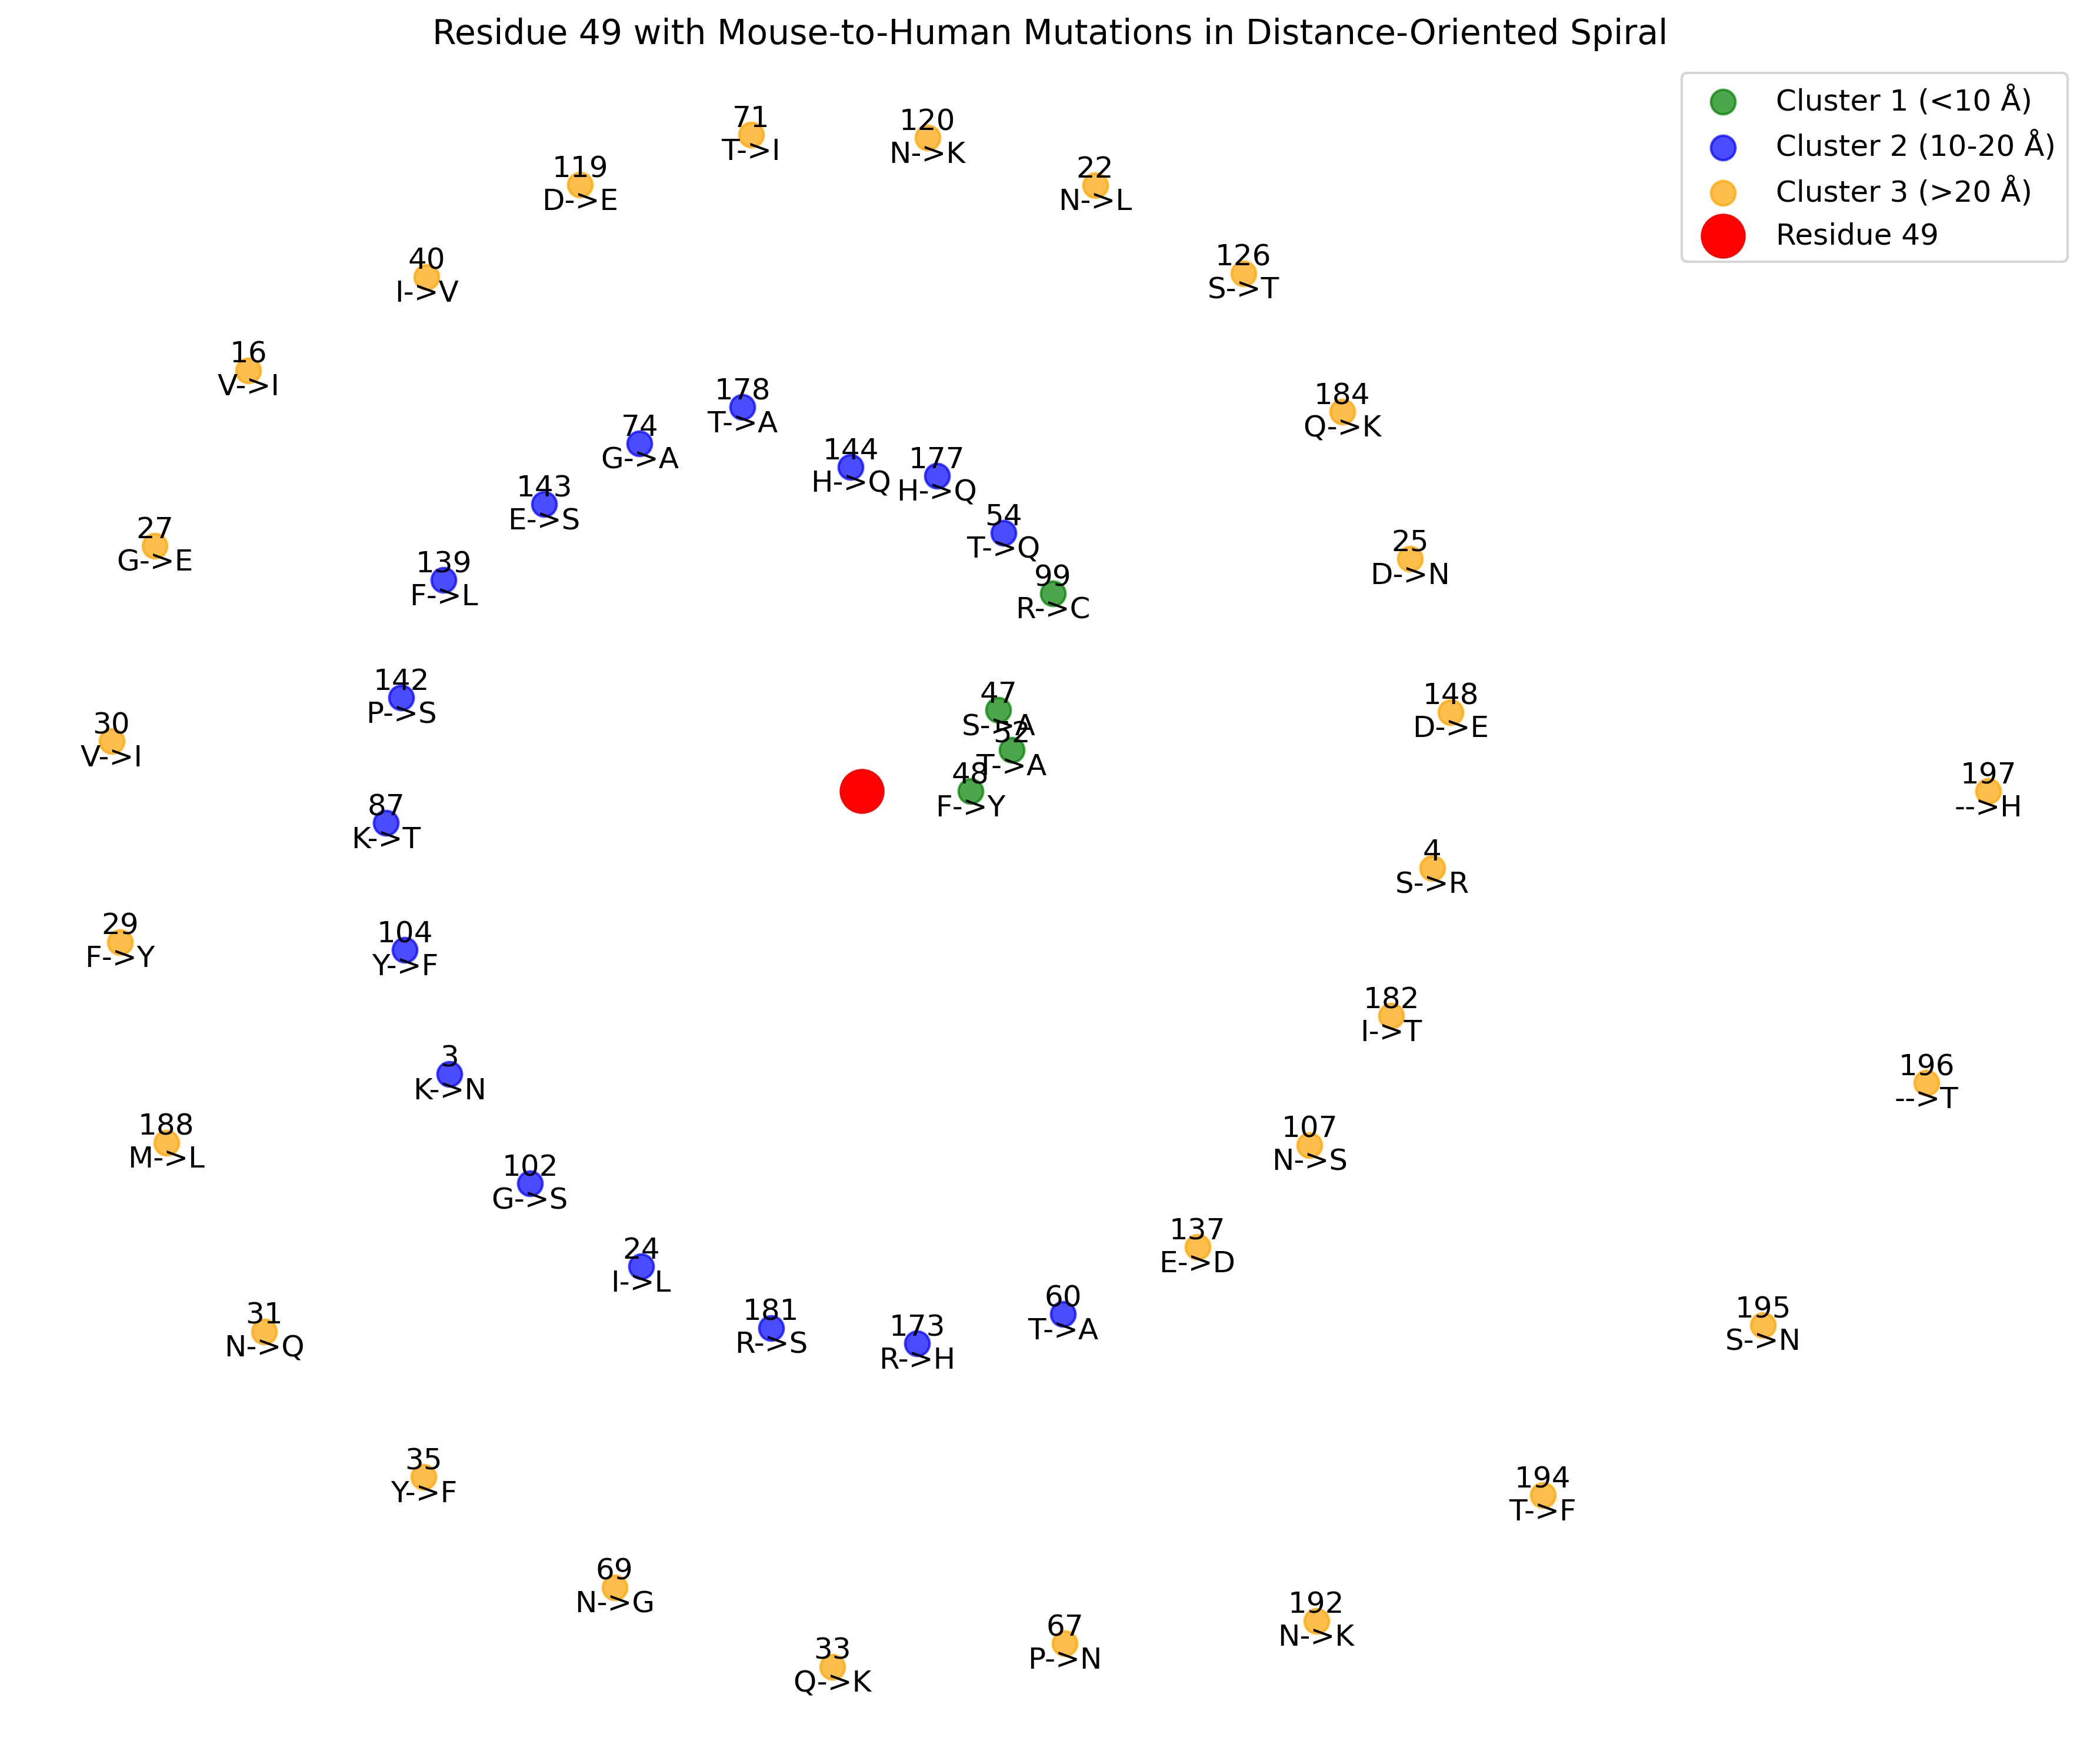 Residue 49 with Mouse-to-Human Mutations in Distance-Oriented Spiral
Cluster 1 (<10 Å)
Cluster 2 (10-20 Å)
Cluster 3 (>20 Å)
Residue 49
71
T->I
120
N->K
119
D->E
22
N->L
40
I->V
126
S->T
16
V->I
178
T->A
184
Q->K
74
G->A
144
H->Q
177
H->Q
143
E->S
54
T->Q
27
G->E
25
D->N
139
F->L
99
R->C
142
P->S
47
S->A
148
D->E
30
V->I
52
T->A
48
F->Y
197
-->H
87
K->T
4
S->R
29
F->Y
104
Y->F
182
I->T
3
K->N
196
-->T
188
M->L
107
N->S
102
G->S
137
E->D
24
I->L
60
T->A
31
N->Q
181
R->S
173
R->H
195
S->N
35
Y->F
194
T->F
69
N->G
192
N->K
67
P->N
33
Q->K